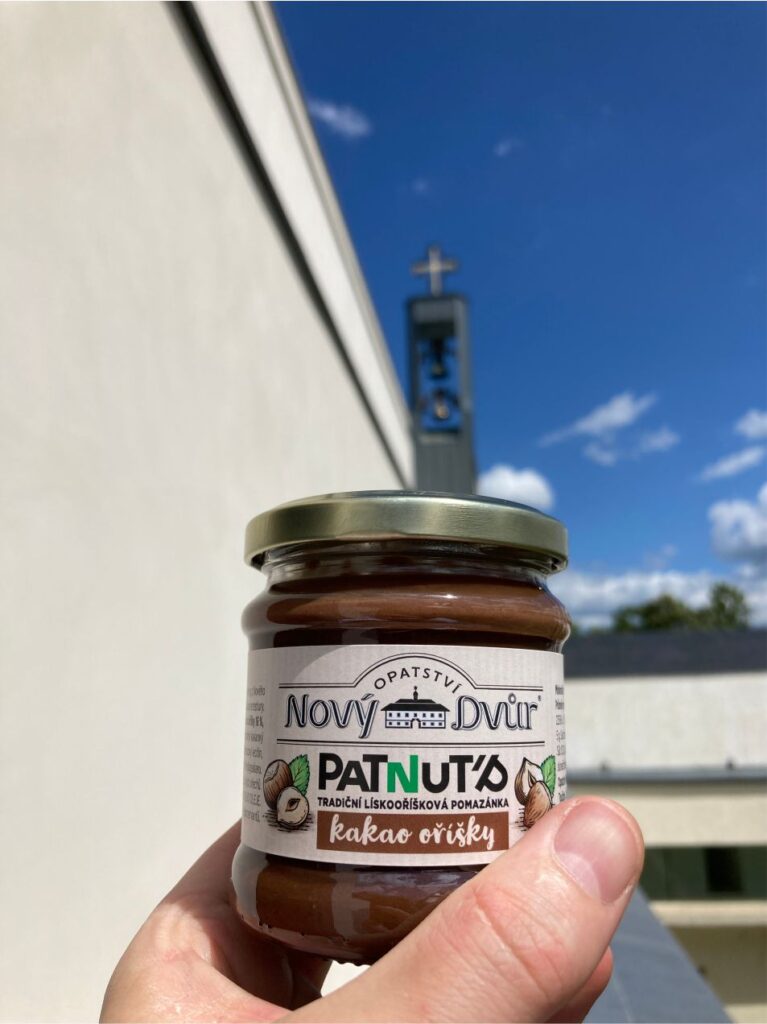 OPATSTVÍ
Nový Dvůr
PATNUT'S
TRADIČNÍ LÍSKOOŘÍŠKOVÁ POMAZÁNKA
kakao oříšky